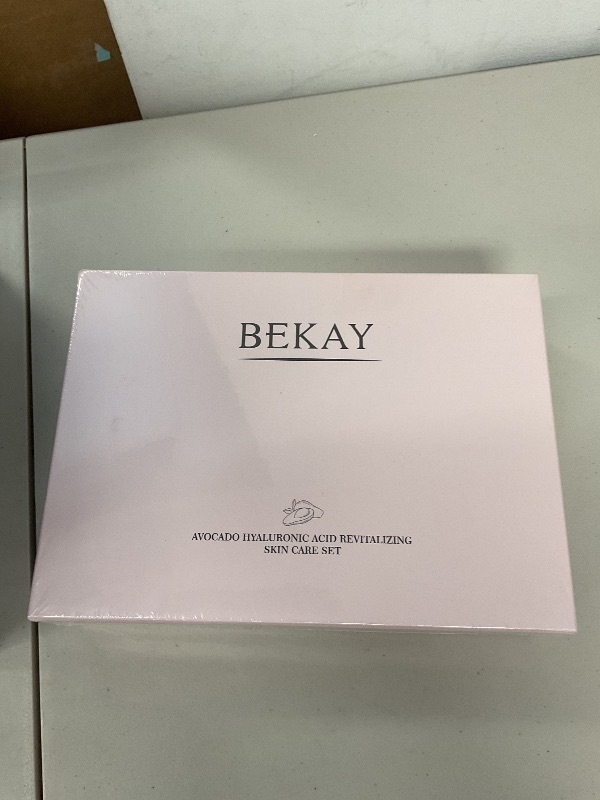 BEKAY
AVOCADO HYALURONIC ACID REVITALIZING
SKIN CARE SET